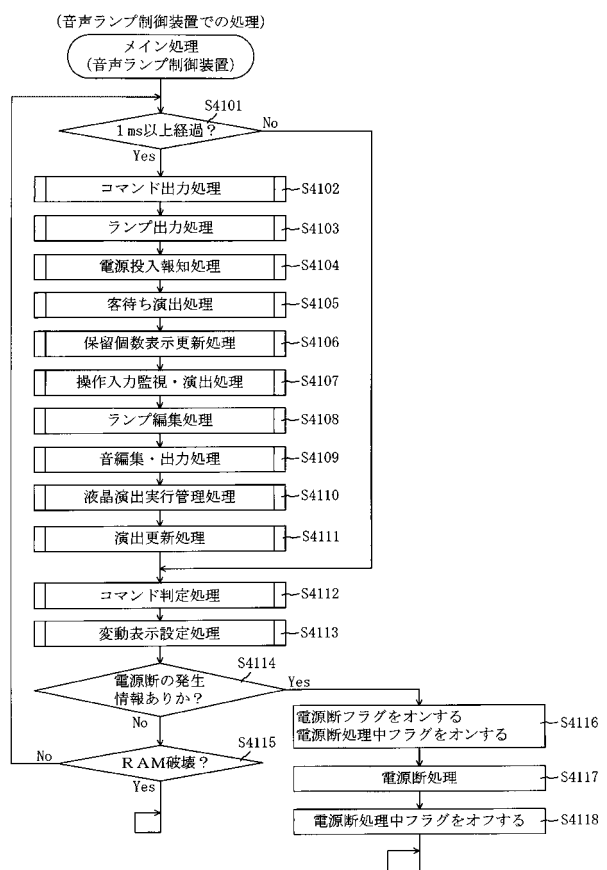 (音声ランプ制御装置での処理)
メイン処理
(音声ランプ制御装置)
S4101
1ms以上経過?
No
Yes
コマンド出力処理
S4102
ランプ出力処理
S4103
電源投入報知処理
S4104
客待ち演出処理
S4105
保留個数表示更新処理
S4106
操作入力監視・演出処理
S4107
ランプ編集処理
S4108
音編集・出力処理
S4109
液晶演出実行管理処理
S4110
演出更新処理
S4111
コマンド判定処理
S4112
変動表示設定処理
S4113
S4114
電源断の発生
情報ありか?
Yes
No
電源断フラグをオンする
電源断処理中フラグをオンする
S4116
S4115
RAM破壊?
No
Yes
電源断処理
S4117
電源断処理中フラグをオフする
S4118